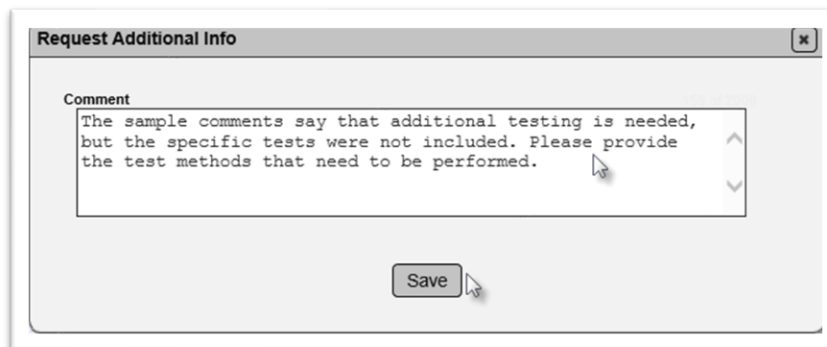 Request Additional Info
Comment
The sample comments say that additional testing is needed,
but the specific tests were not included. Please provide
the test methods that need to be performed.
Save